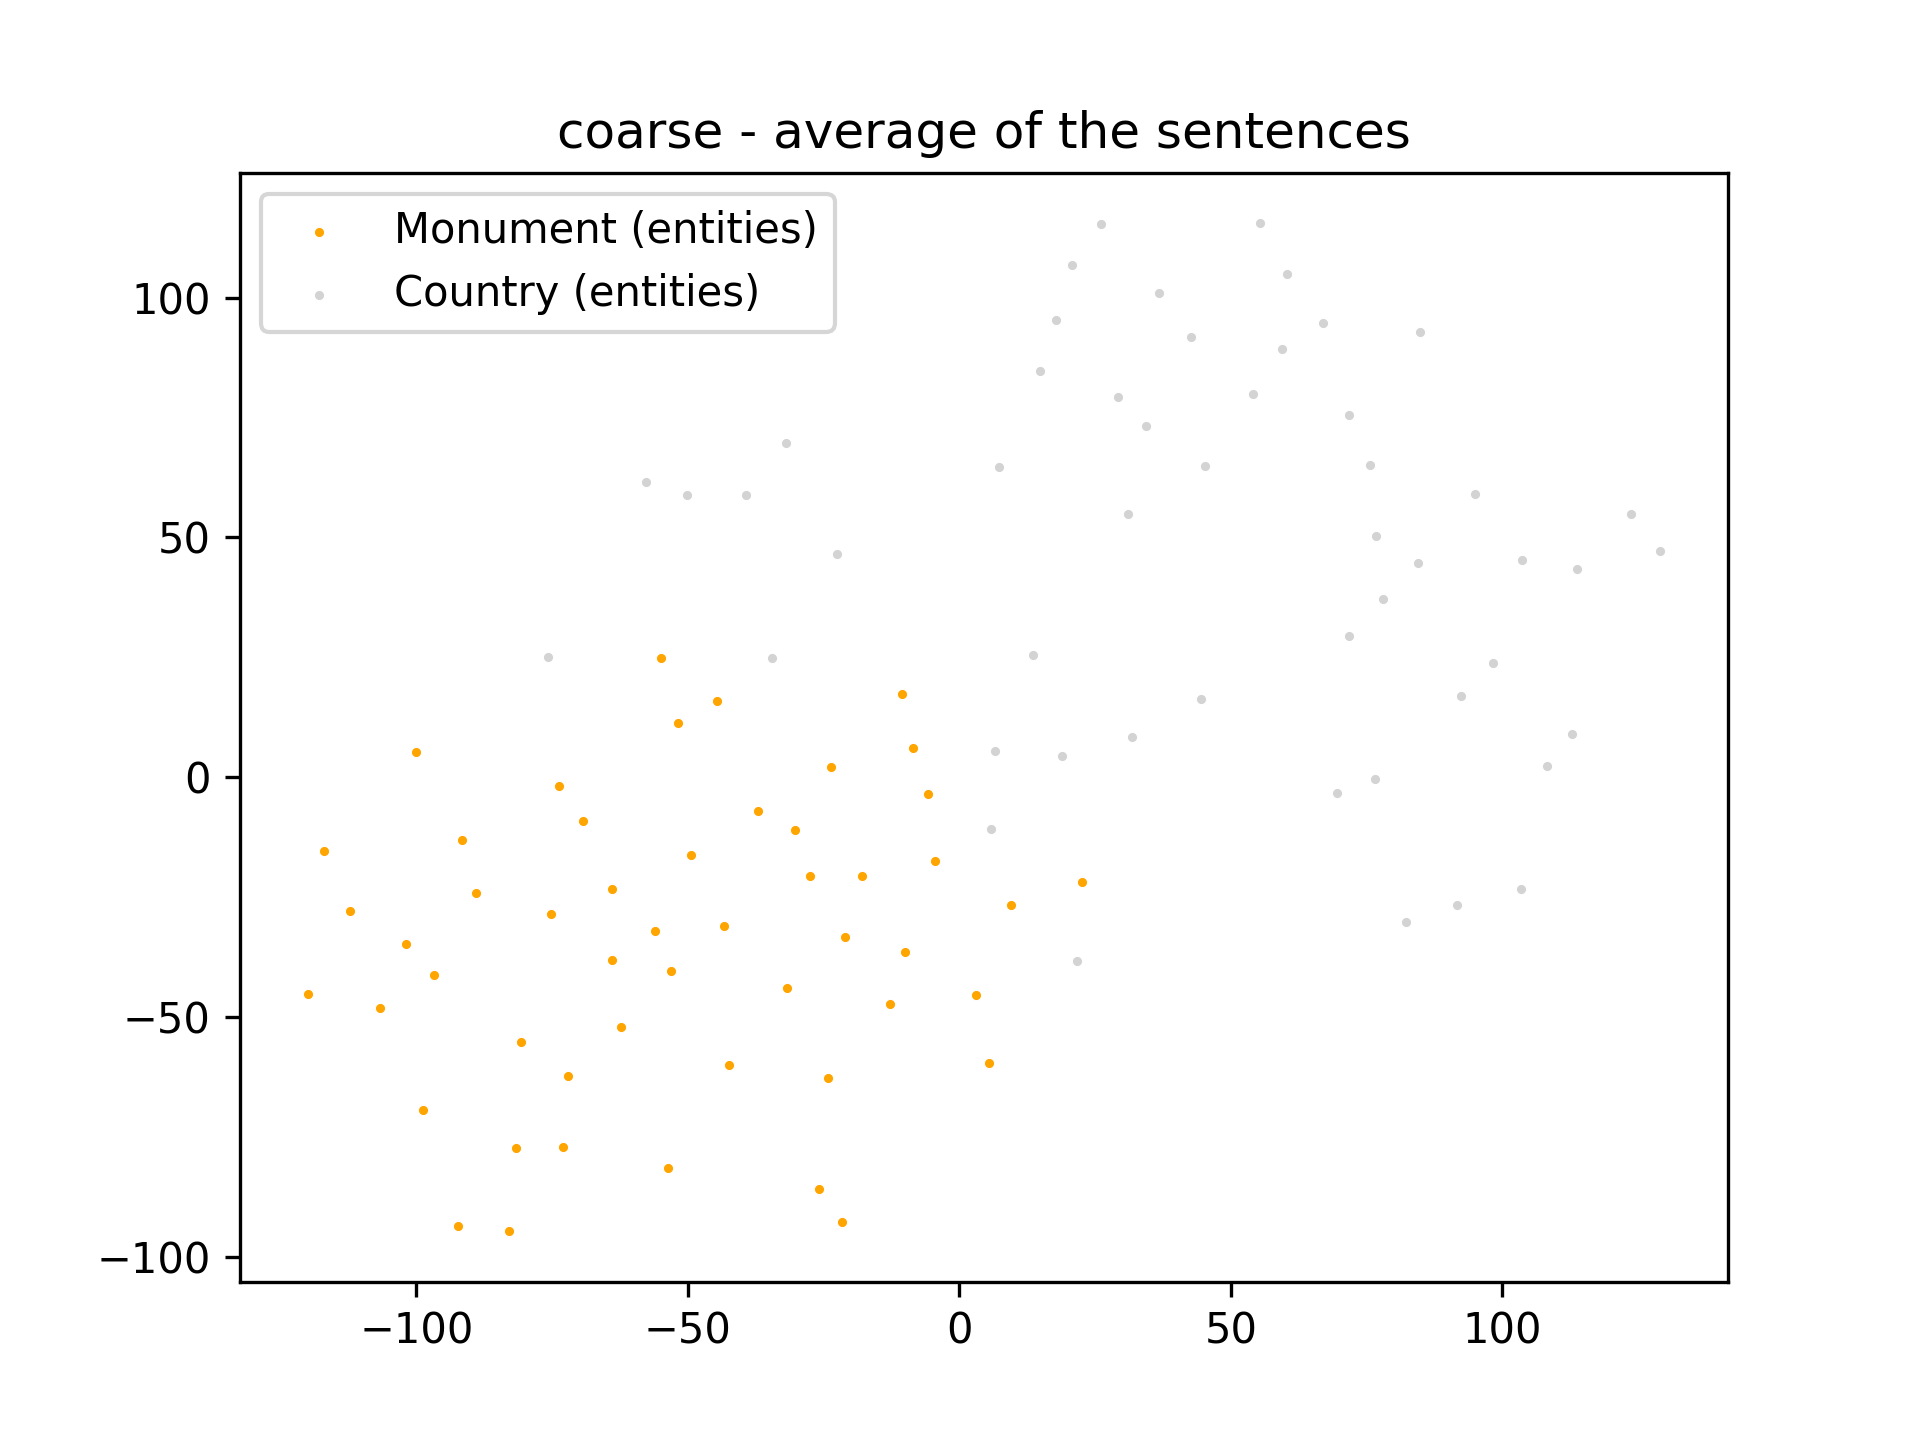 coarse - average of the sentences
Monument (entities)
Country (entities)
100
50
0
−50
−100
−100 −50 0 50 100